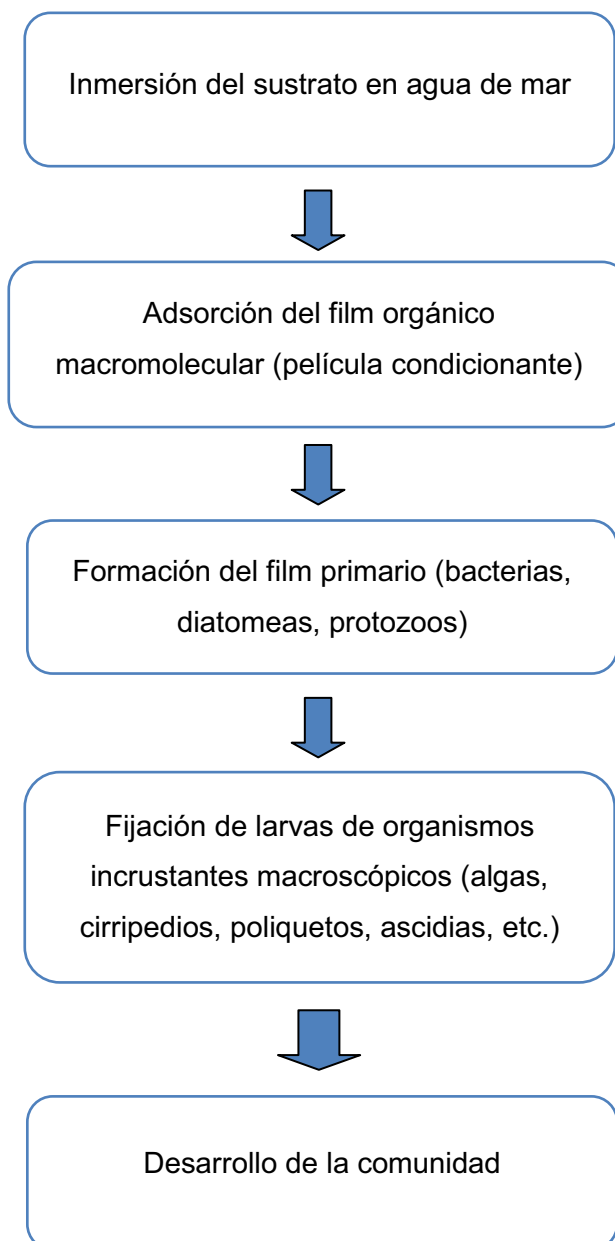 Inmersión del sustrato en agua de mar
Adsorción del film orgánico
macromolecular (película condicionante)
Formación del film primario (bacterias,
diatomeas, protozoos)
Fijación de larvas de organismos
incrustantes macroscópicos (algas,
cirripedios, poliquetos, ascidias, etc.)
Desarrollo de la comunidad